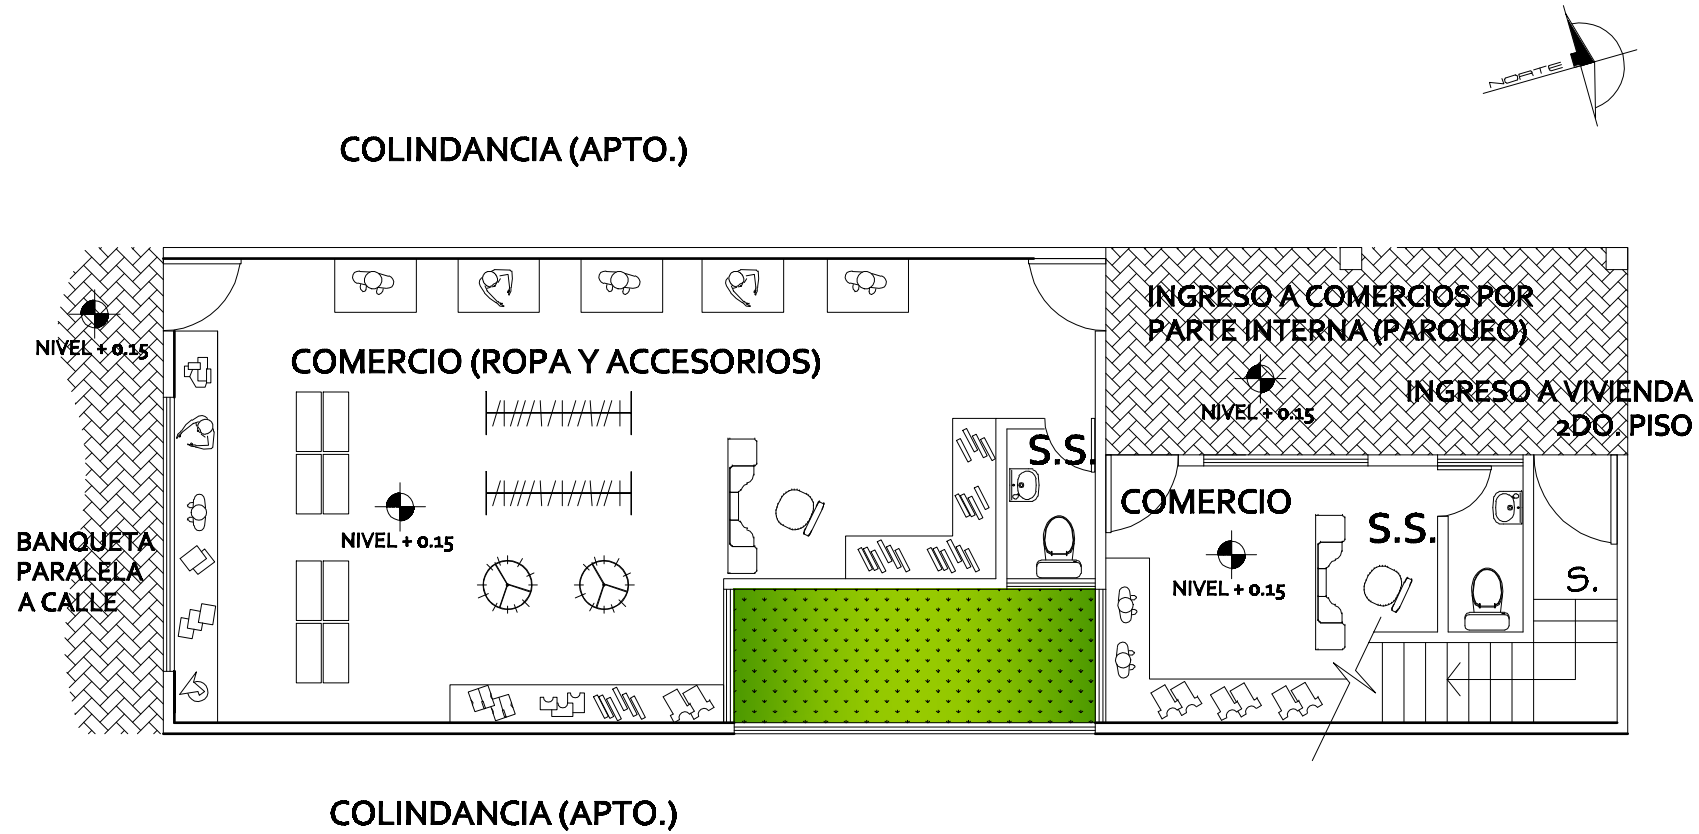 NORTE
COLINDANCIA (APTO.)
INGRESO A COMERCIOS POR
PARTE INTERNA (PARQUEO)
NIVEL + 0.15
NIVEL + 0.15
COMERCIO (ROPA Y ACCESORIOS)
INGRESO A VIVIENDA
2DO. PISO
S.S.
COMERCIO
S.S.
NIVEL + 0.15
BANQUETA
PARALELA
A CALLE
NIVEL + 0.15
S.
COLINDANCIA (APTO.)